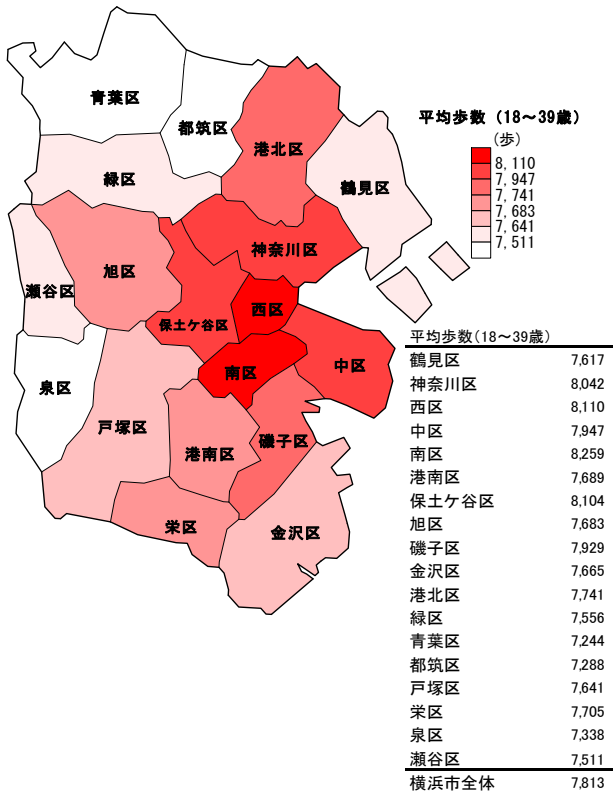 青葉区
都筑区
港北区
緑区
鶴見区
神奈川区
旭区
瀬谷区
保土ケ谷区
西区
南区
中区
泉区
戸塚区
港南区
磯子区
栄区
金沢区
平均歩数（18～39歳）
(歩)
8,110
7,947
7,741
7,683
7,641
7,511
平均歩数(18～39歳)
鶴見区 7,617
神奈川区 8,042
西区 8,110
中区 7,947
南区 8,259
港南区 7,689
保土ケ谷区 8,104
旭区 7,683
磯子区 7,929
金沢区 7,665
港北区 7,741
緑区 7,556
青葉区 7,244
都筑区 7,288
戸塚区 7,641
栄区 7,705
泉区 7,338
瀬谷区 7,511
横浜市全体 7,813